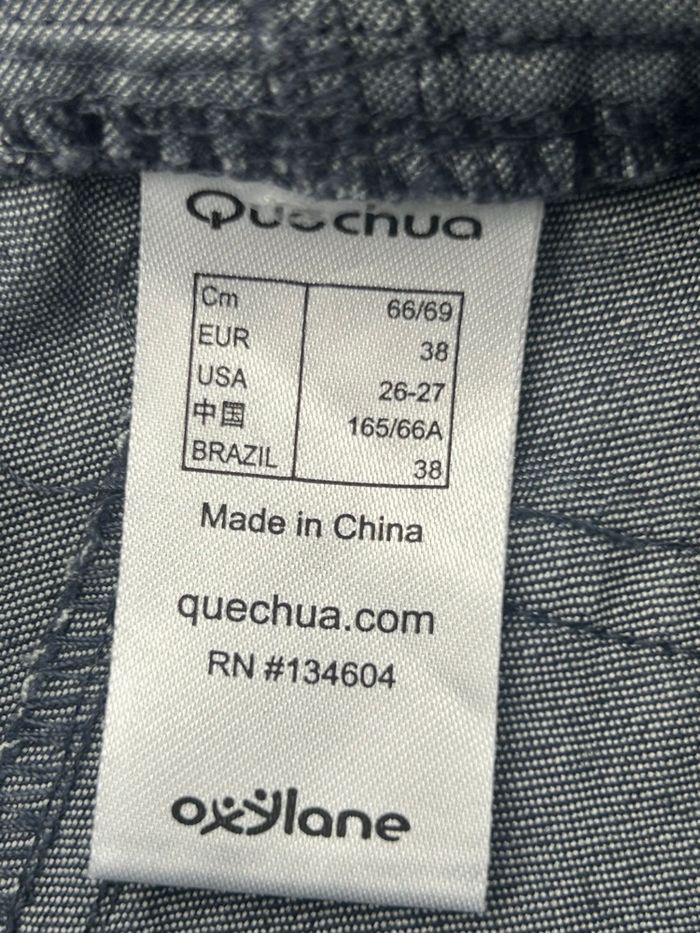 Quechua
Cm 66/69
EUR 38
USA 26-27
中国 165/66A
BRAZIL 38
Made in China
quechua.com
RN #134604
oxylane